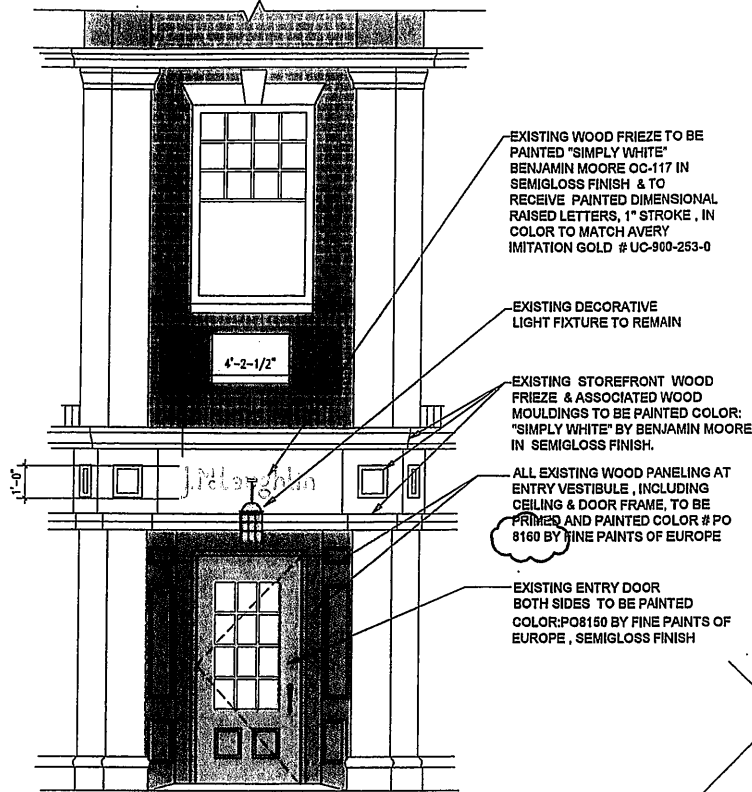 EXISTING WOOD FRIEZE TO BE
PAINTED "SIMPLY WHITE"
BENJAMIN MOORE OC-117 IN
SEMIGLOSS FINISH & TO
RECEIVE PAINTED DIMENSIONAL
RAISED LETTERS, 1" STROKE , IN
COLOR TO MATCH AVERY
IMITATION GOLD # UC-900-253-0
EXISTING DECORATIVE
LIGHT FIXTURE TO REMAIN
4'-2-1/2"
EXISTING STOREFRONT WOOD
FRIEZE & ASSOCIATED WOOD
MOULDINGS TO BE PAINTED COLOR:
"SIMPLY WHITE" BY BENJAMIN MOORE
IN SEMIGLOSS FINISH.
1'-0"
J.McLaughlin
ALL EXISTING WOOD PANELING AT
ENTRY VESTIBULE , INCLUDING
CEILING & DOOR FRAME, TO BE
PRIMED AND PAINTED COLOR # PO
8160 BY FINE PAINTS OF EUROPE
EXISTING ENTRY DOOR
BOTH SIDES TO BE PAINTED
COLOR:PO8150 BY FINE PAINTS OF
EUROPE , SEMIGLOSS FINISH